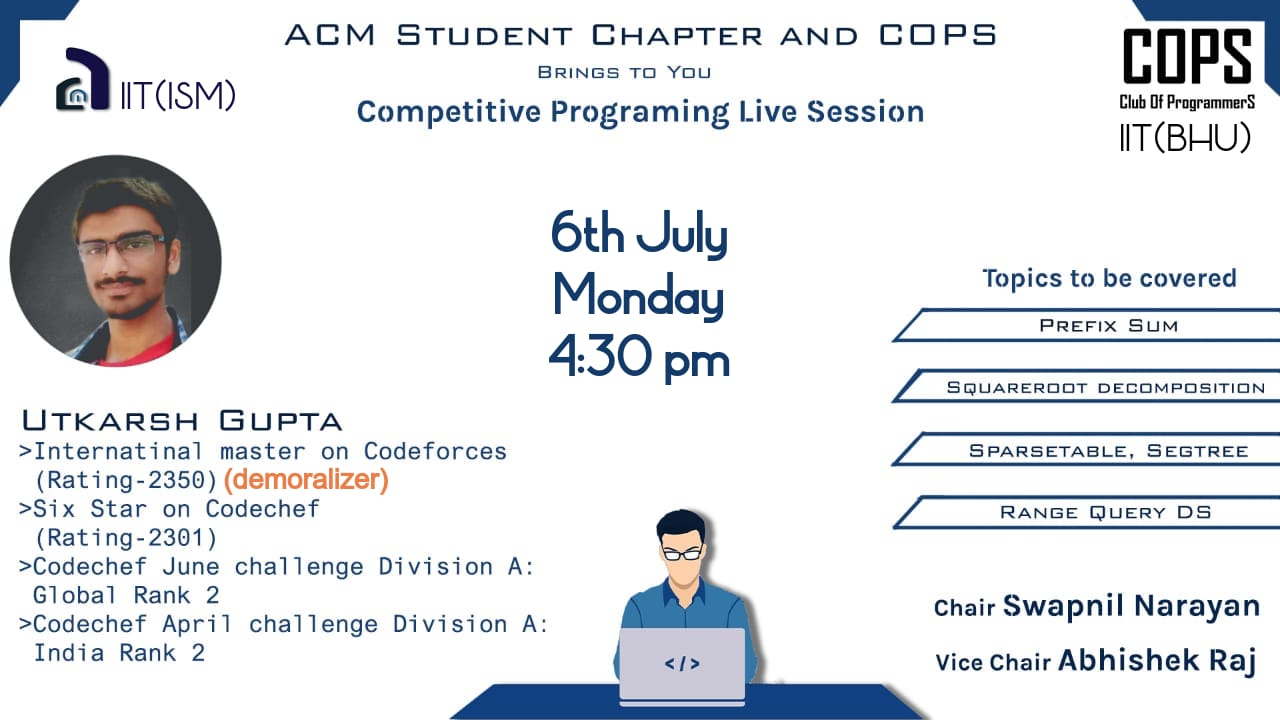 ACM Student Chapter and COPS
Brings to You
Competitive Programing Live Session
IIT(ISM)
COPS
Club Of ProgrammerS
IIT(BHU)
6th July
Monday
4:30 pm
Utkarsh Gupta
>Internatinal master on Codeforces
(Rating-2350) (demoralizer)
>Six Star on Codechef
(Rating-2301)
>Codechef June challenge Division A:
Global Rank 2
>Codechef April challenge Division A:
India Rank 2
Topics to be covered
Prefix Sum
Squareroot decomposition
Sparsetable, Segtree
Range Query DS
Chair Swapnil Narayan
Vice Chair Abhishek Raj
</>